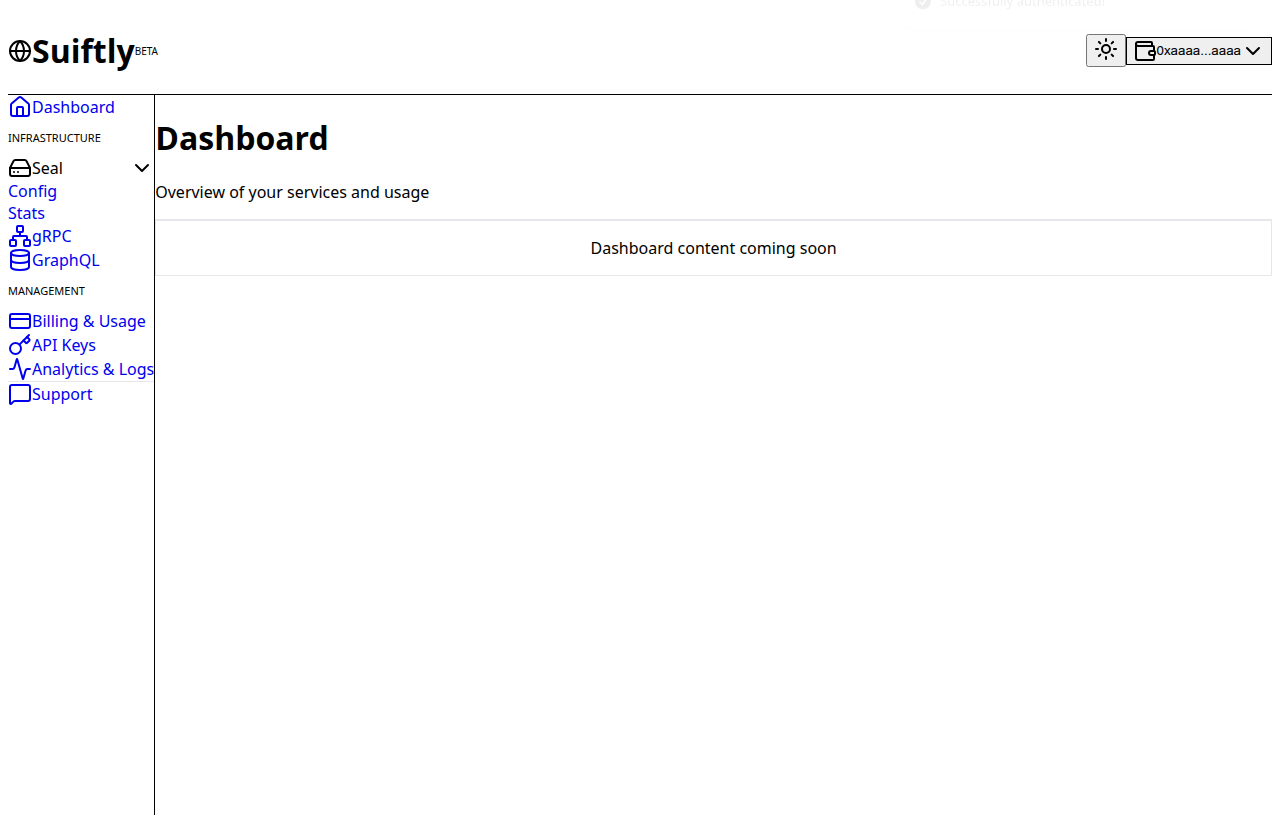 Successfully authenticated!
Suiftly BETA
0xaaaa...aaaa
Dashboard
INFRASTRUCTURE
Seal
Config
Stats
gRPC
GraphQL
MANAGEMENT
Billing & Usage
API Keys
Analytics & Logs
Support
Dashboard
Overview of your services and usage
Dashboard content coming soon